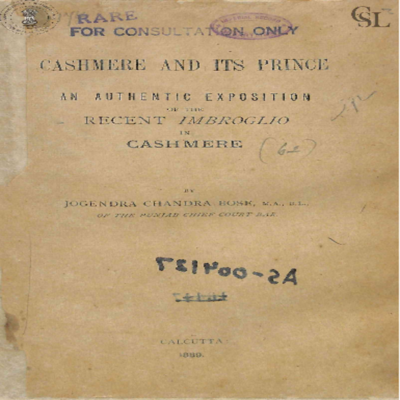 RARE
CSL
FOR CONSULTATION ONLY
CASHMERE AND ITS PRINCE
AN AUTHENTIC EXPOSITION
OF THE
RECENT IMBROGLIO
IN
CASHMERE
(62)
BY
JOGENDRA CHANDRA BOSE, M.A., B.L.,
OF THE PUNJAB CHIEF COURT BAR
AS-004137
CALCUTTA
1889.